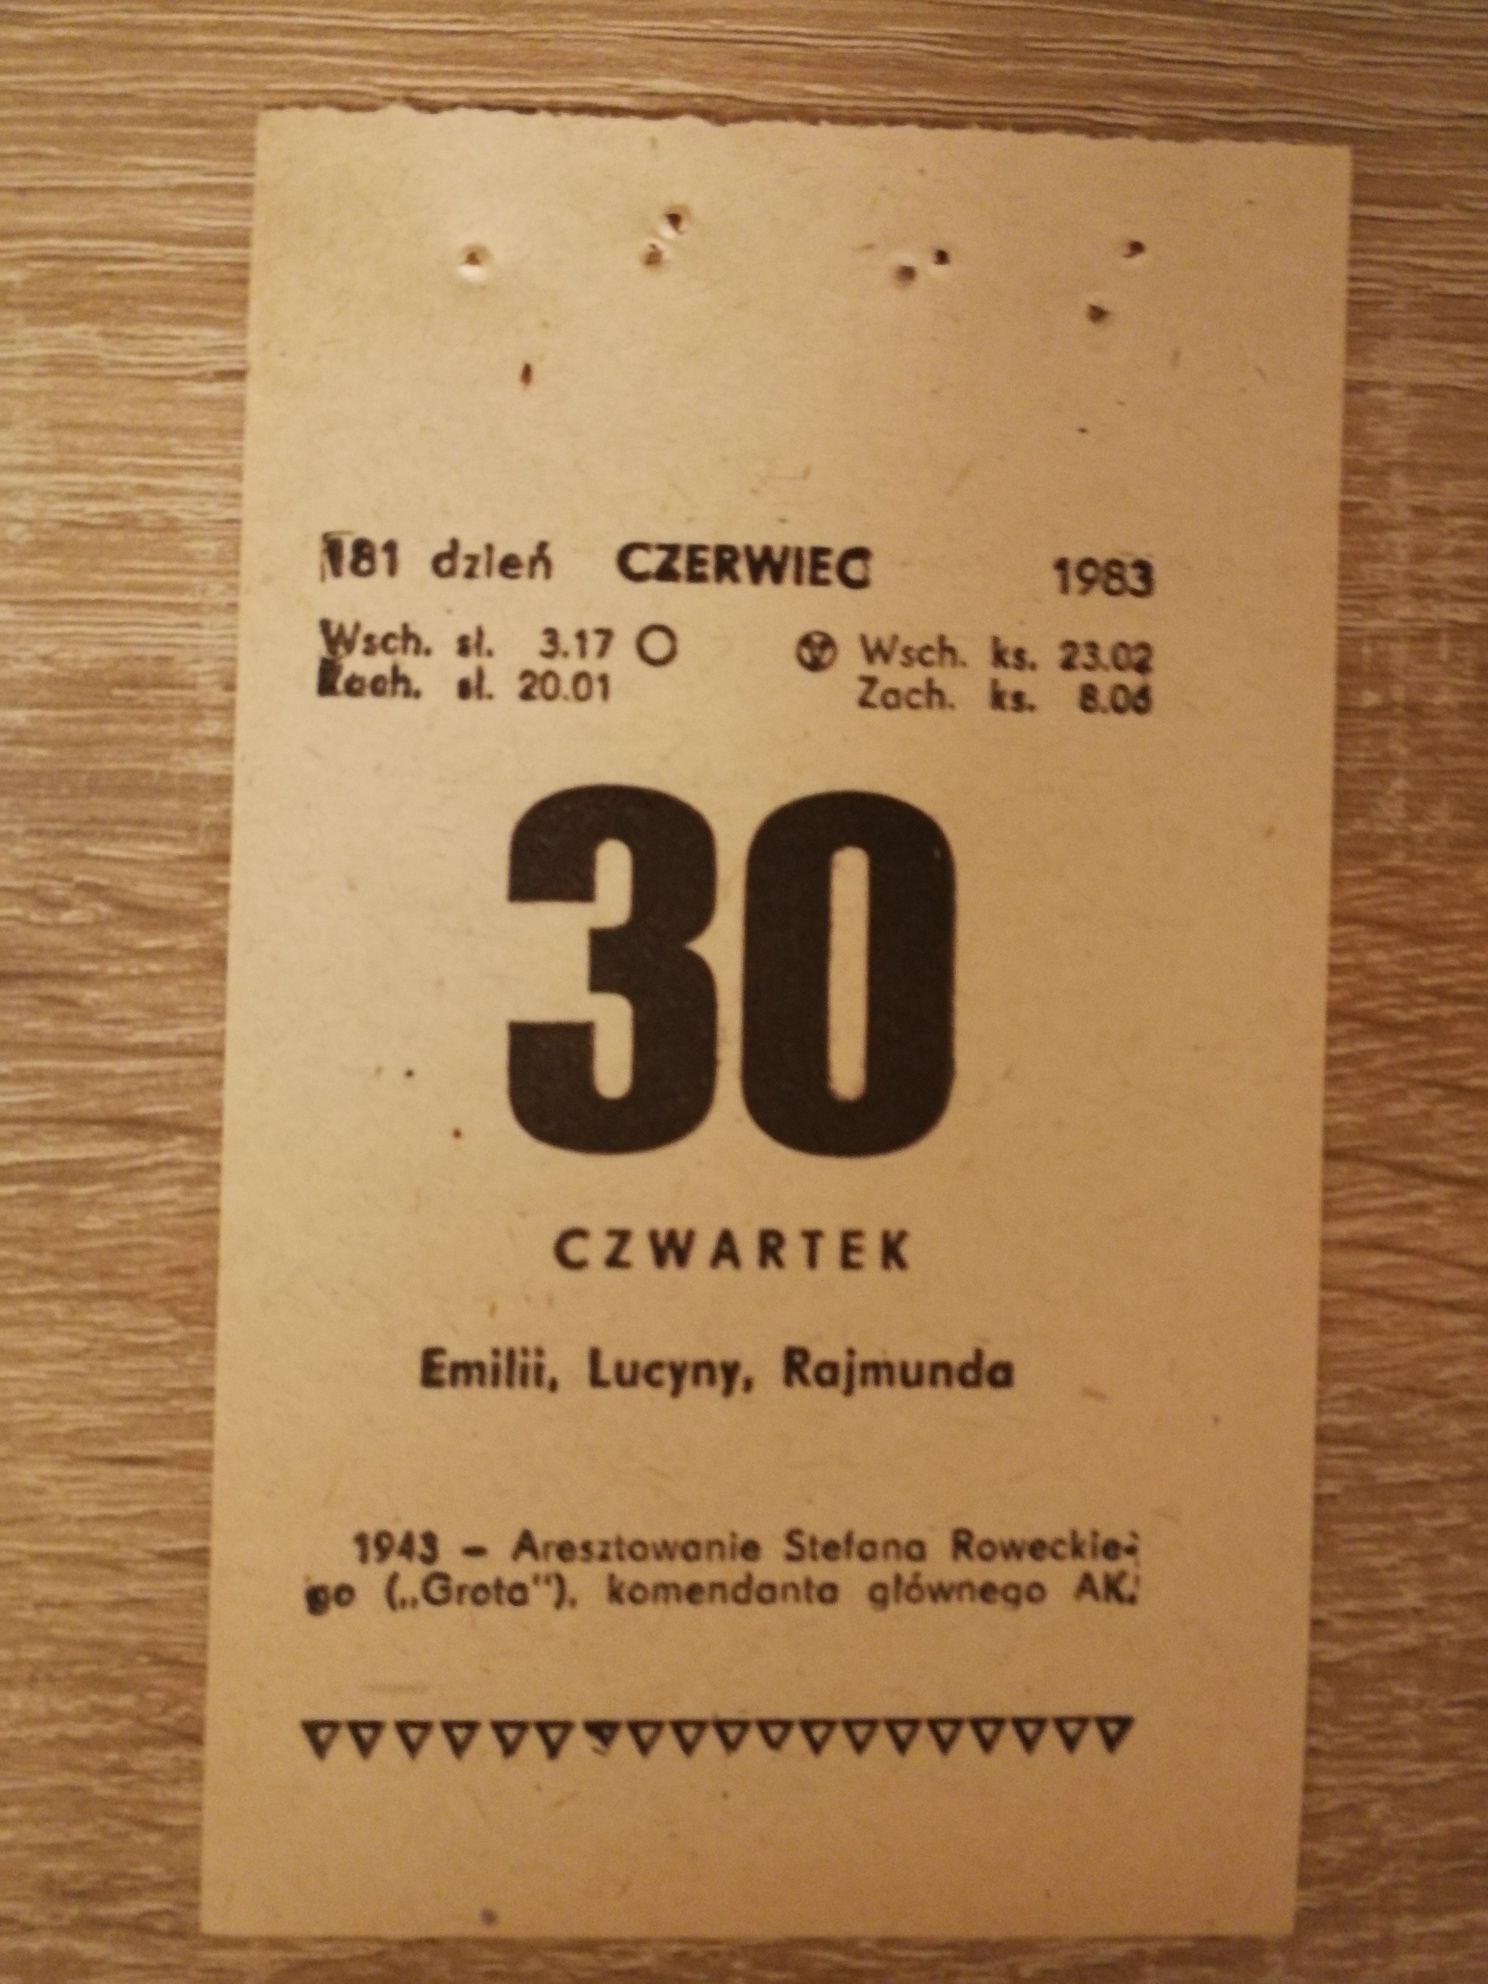 181 dzień CZERWIEC 1983
Wsch. sł. 3.17 Wsch. ks. 23.02
Zach. sł. 20.01 Zach. ks. 8.06
30
CZWARTEK
Emilii, Lucyny, Rajmunda
1943 – Aresztowanie Stefana Roweckie-
go („Grota"), komendanta głównego AK.